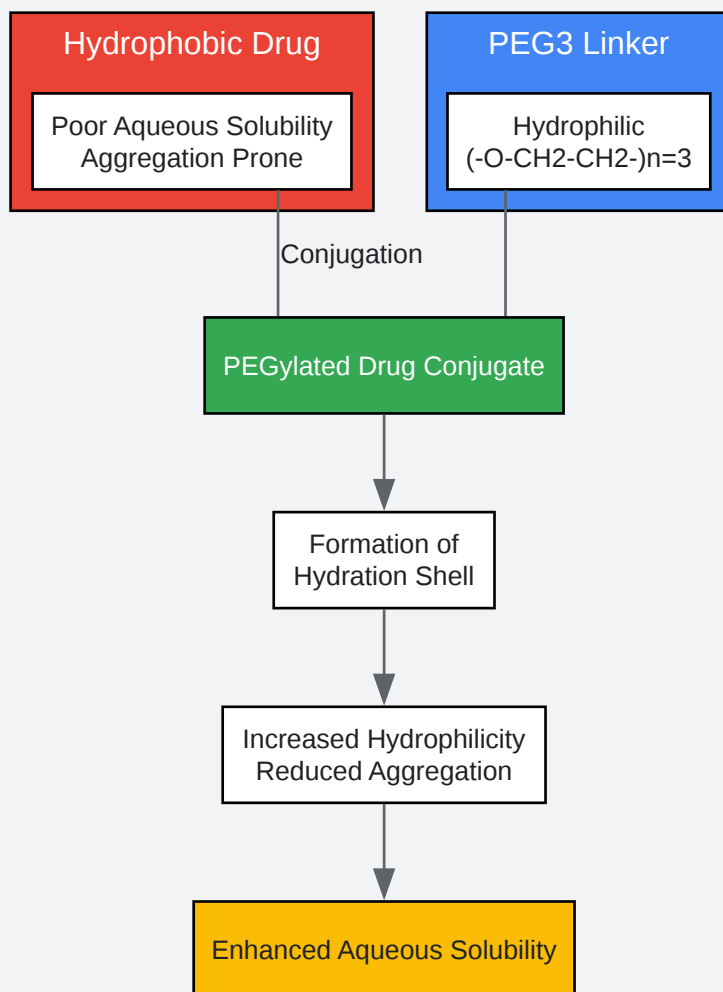 Hydrophobic Drug
Poor Aqueous Solubility
Aggregation Prone
PEG3 Linker
Hydrophilic
(-O-CH2-CH2-)n=3
Conjugation
PEGylated Drug Conjugate
Formation of
Hydration Shell
Increased Hydrophilicity
Reduced Aggregation
Enhanced Aqueous Solubility